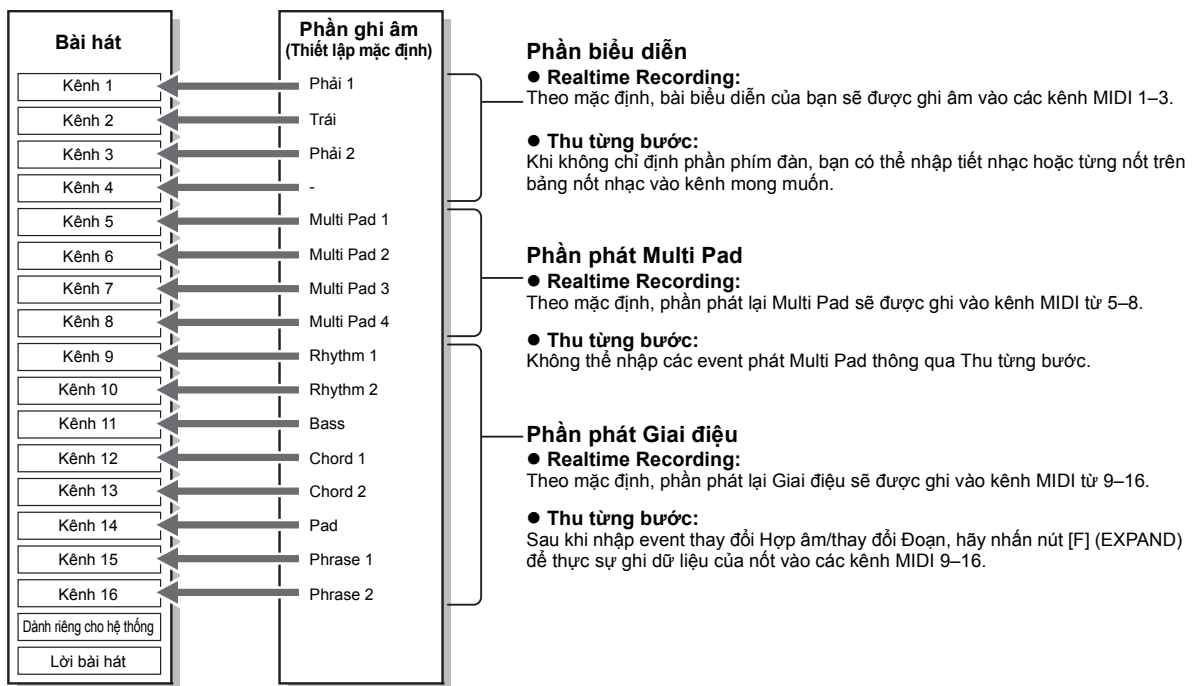 Bài hát
Kênh 1
Kênh 2
Kênh 3
Kênh 4
Kênh 5
Kênh 6
Kênh 7
Kênh 8
Kênh 9
Kênh 10
Kênh 11
Kênh 12
Kênh 13
Kênh 14
Kênh 15
Kênh 16
Dành riêng cho hệ thống
Lời bài hát
Phần ghi âm
(Thiết lập mặc định)
Phải 1
Trái
Phải 2
-
Multi Pad 1
Multi Pad 2
Multi Pad 3
Multi Pad 4
Rhythm 1
Rhythm 2
Bass
Chord 1
Chord 2
Pad
Phrase 1
Phrase 2
Phần biểu diễn
● Realtime Recording:
Theo mặc định, bài biểu diễn của bạn sẽ được ghi âm vào các kênh MIDI 1–3.
● Thu từng bước:
Khi không chỉ định phần phím đàn, bạn có thể nhập tiết nhạc hoặc từng nốt trên
bảng nốt nhạc vào kênh mong muốn.
Phần phát Multi Pad
● Realtime Recording:
Theo mặc định, phần phát lại Multi Pad sẽ được ghi vào kênh MIDI từ 5–8.
● Thu từng bước:
Không thể nhập các event phát Multi Pad thông qua Thu từng bước.
Phần phát Giai điệu
● Realtime Recording:
Theo mặc định, phần phát lại Giai điệu sẽ được ghi vào kênh MIDI từ 9–16.
● Thu từng bước:
Sau khi nhập event thay đổi Hợp âm/thay đổi Đoạn, hãy nhấn nút [F] (EXPAND)
để thực sự ghi dữ liệu của nốt vào các kênh MIDI 9–16.